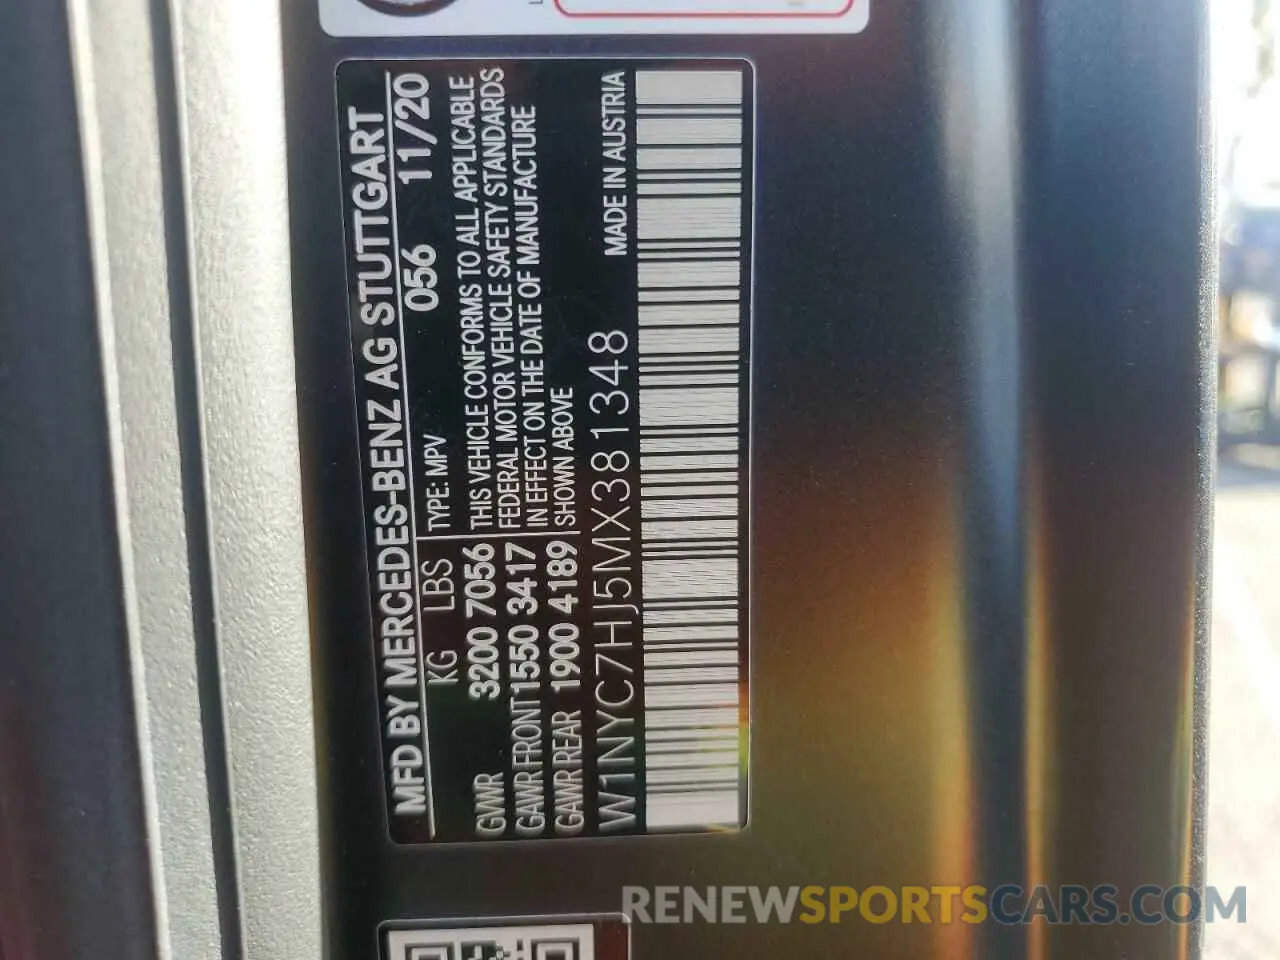 MFD BY MERCEDES-BENZ AG STUTTGART
KG LBS TYPE: MPV 056 11/20
GVWR 3200 7056
GAWR FRONT 1550 3417
GAWR REAR 1900 4189
THIS VEHICLE CONFORMS TO ALL APPLICABLE
FEDERAL MOTOR VEHICLE SAFETY STANDARDS
IN EFFECT ON THE DATE OF MANUFACTURE
SHOWN ABOVE
W1NYC7HJ5MX381348 MADE IN AUSTRIA
RENEWSPORTSCARS.COM